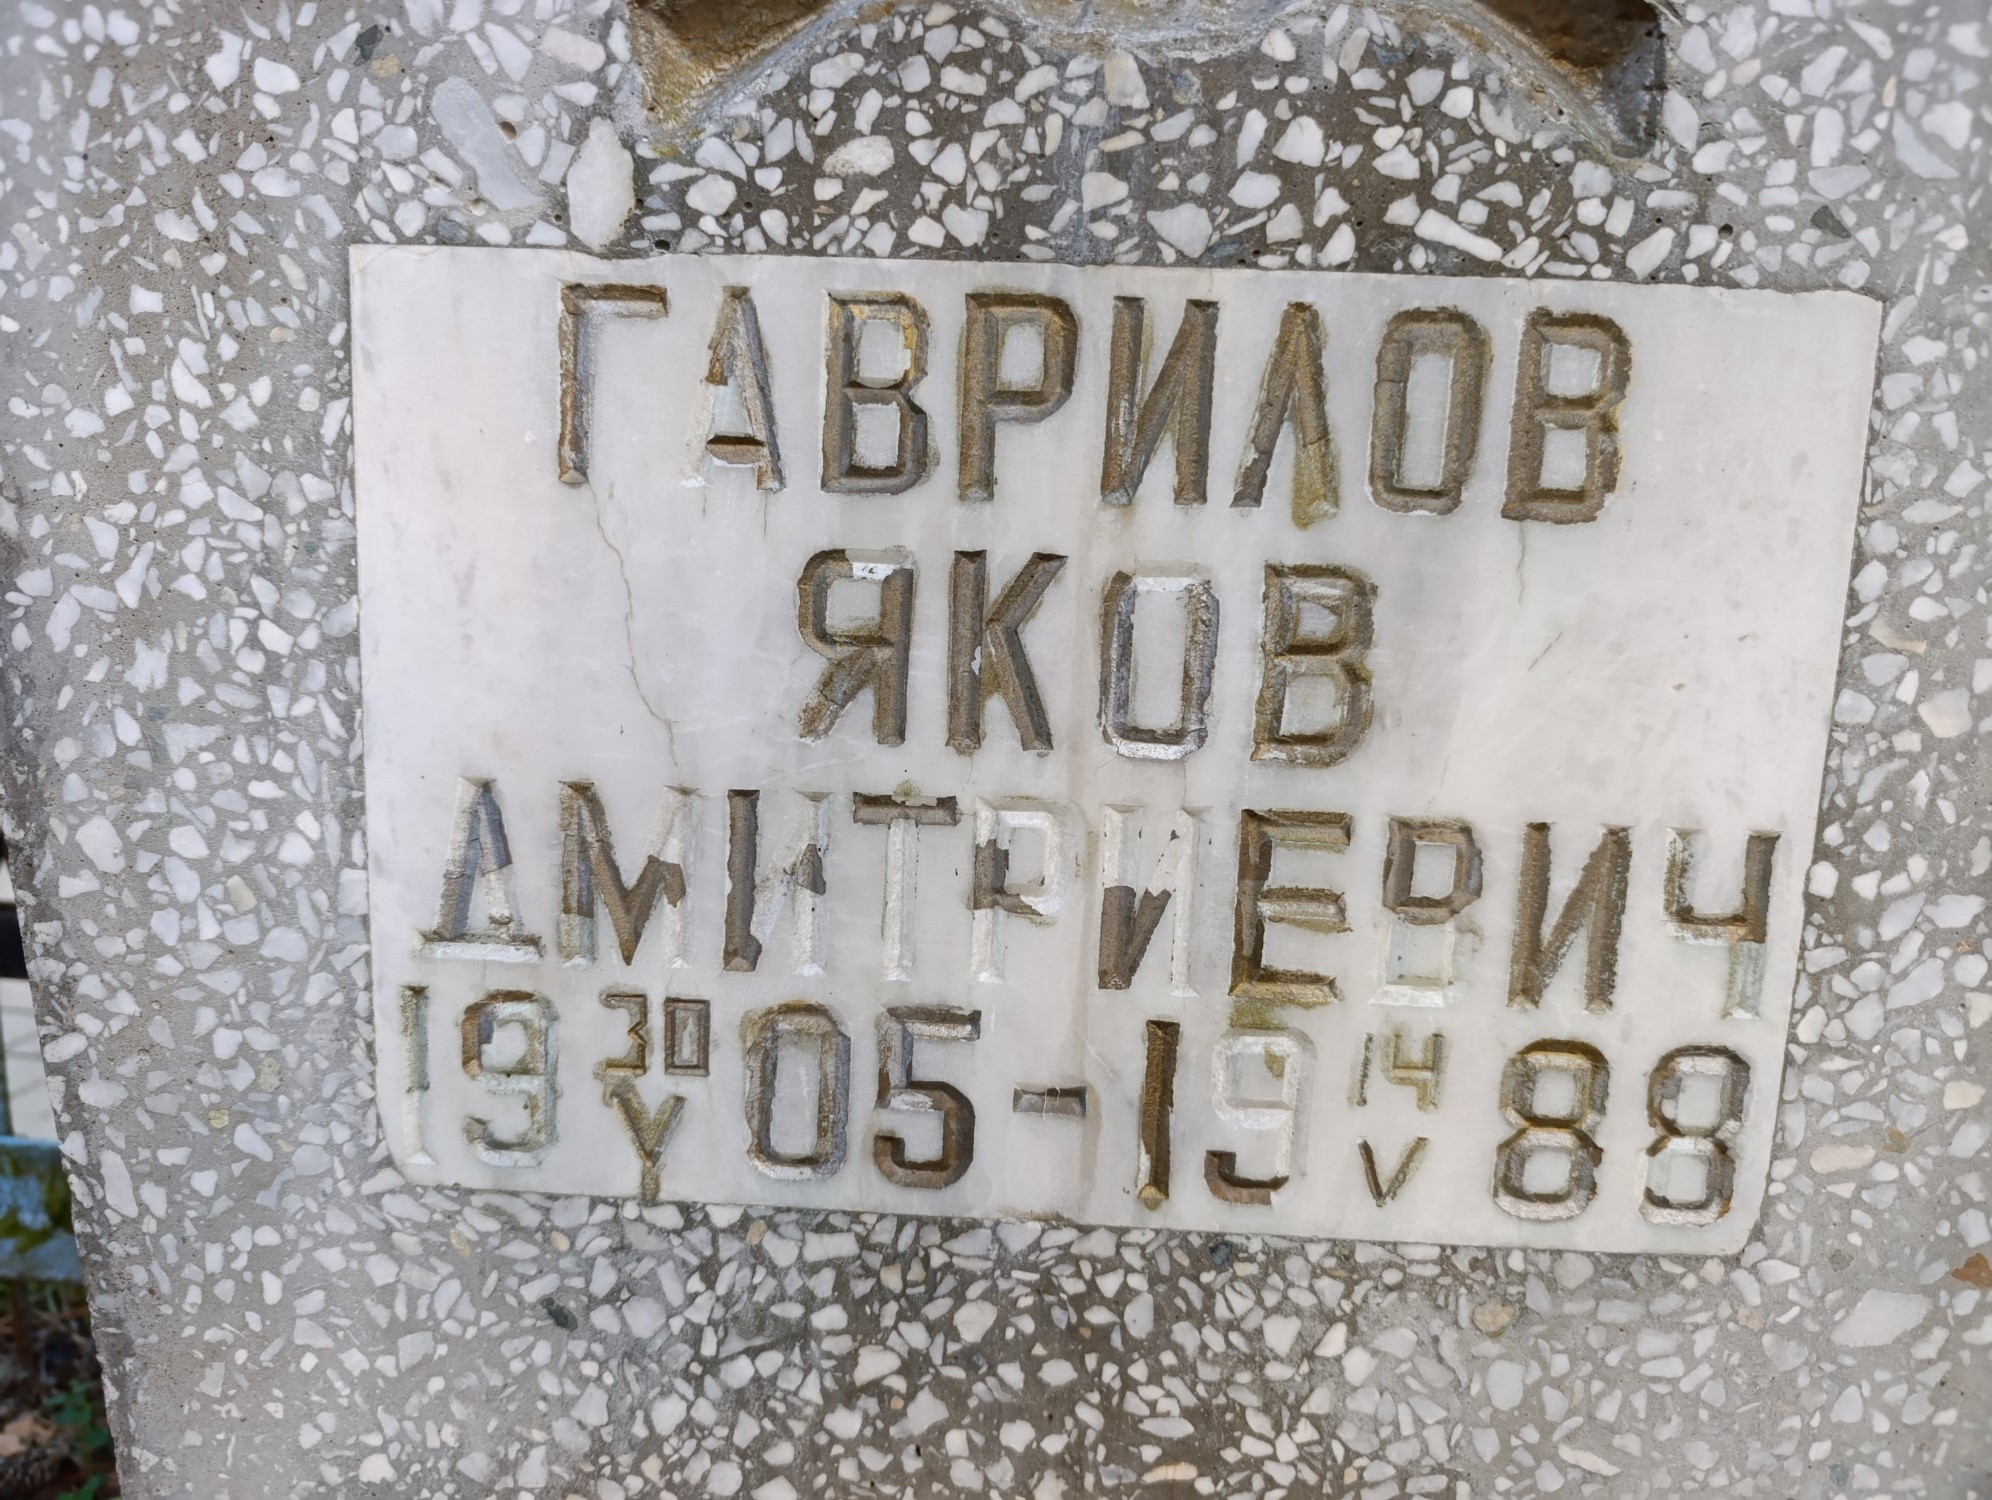 ГАВРИЛОВ
ЯКОВ
ДМИТРИЕВИЧ
19 30/V 05 - 19 14/V 88